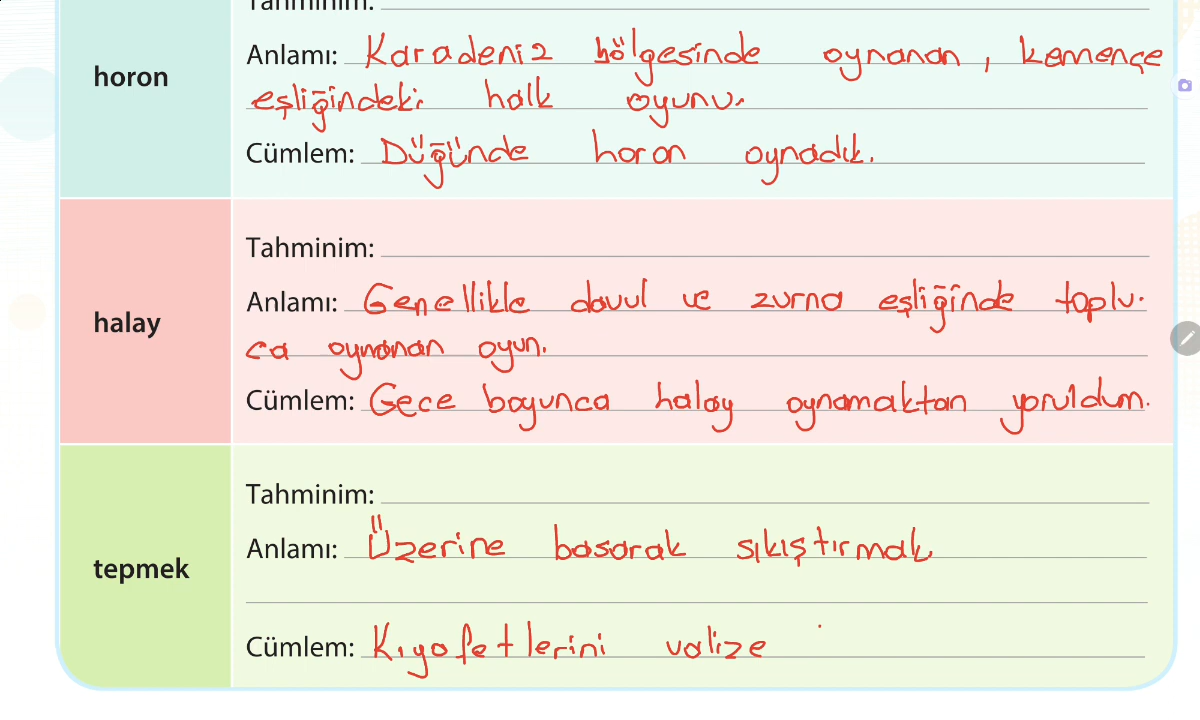 Tahminim:
horon
Anlamı: Karadeniz bölgesinde oynanan, kemençe
eşliğindeki halk oyunu.
Cümlem: Düğünde horon oynadık.
Tahminim:
halay
Anlamı: Genellikle davul ve zurna eşliğinde toplu-
ca oynanan oyun.
Cümlem: Gece boyunca halay oynamaktan yoruldum.
Tahminim:
tepmek
Anlamı: Üzerine basarak sıkıştırmak
Cümlem: Kıyafetlerini valize